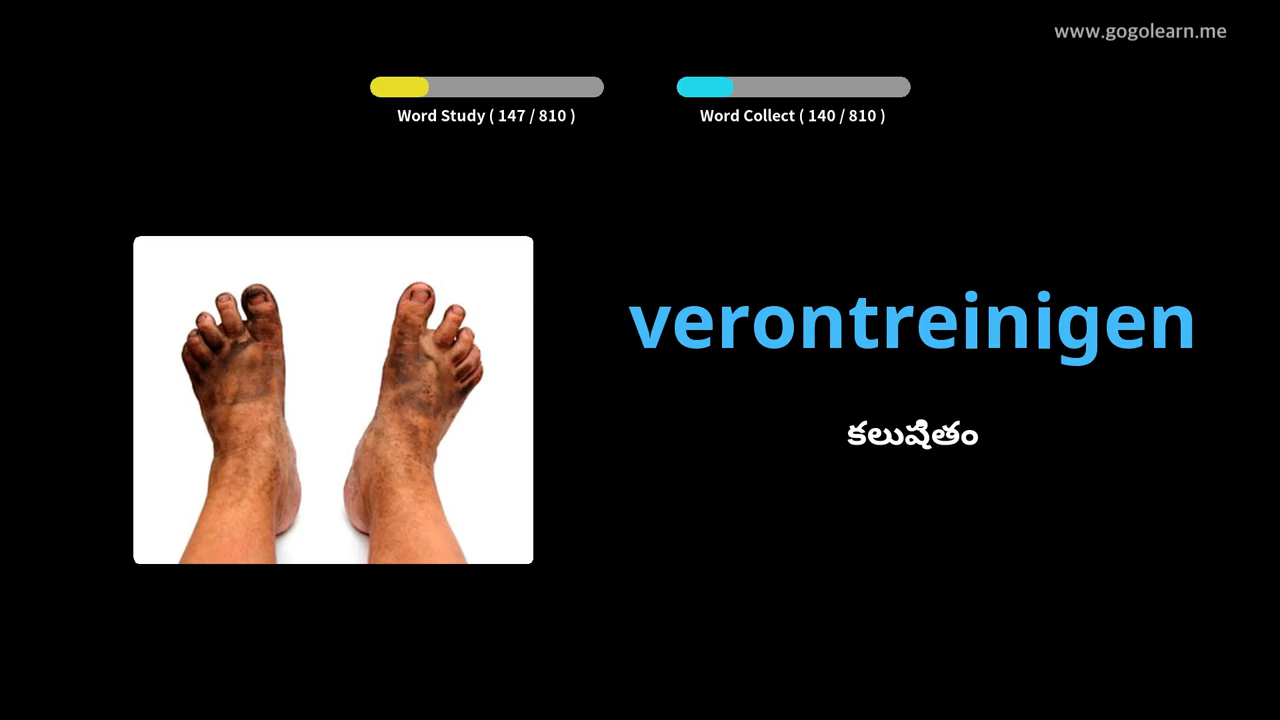 www.gogolearn.me
Word Study ( 147 / 810 )
Word Collect ( 140 / 810 )
verontreinigen
కలుషితం